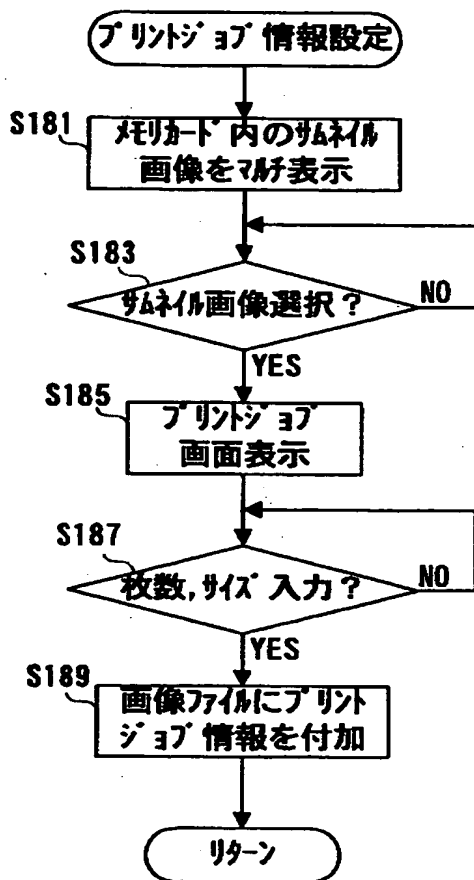 プリントジョブ情報設定
S181
メモリカード内のサムネイル
画像をマルチ表示
S183
サムネイル画像選択?
NO
YES
S185
プリントジョブ
画面表示
S187
枚数,サイズ入力?
NO
YES
S189
画像ファイルにプリント
ジョブ情報を付加
リターン